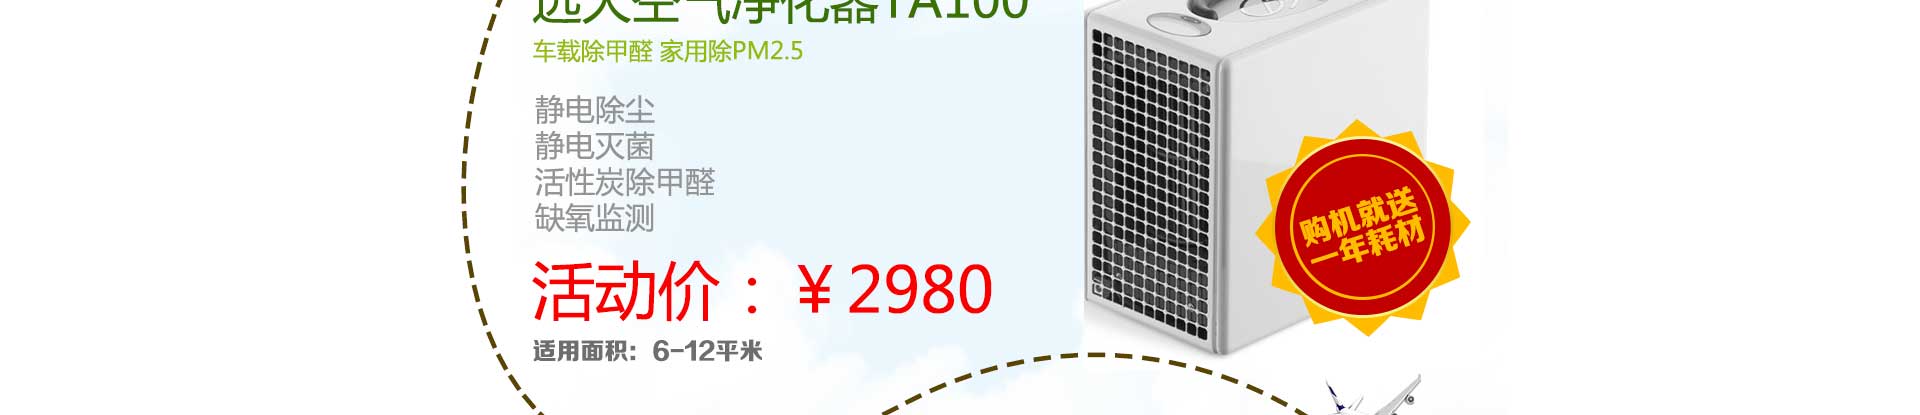 远大空气净化器TA100
车载除甲醛 家用除PM2.5
静电除尘
静电灭菌
活性炭除甲醛
缺氧监测
活动价：￥2980
适用面积：6-12平米
购机就送
一年耗材